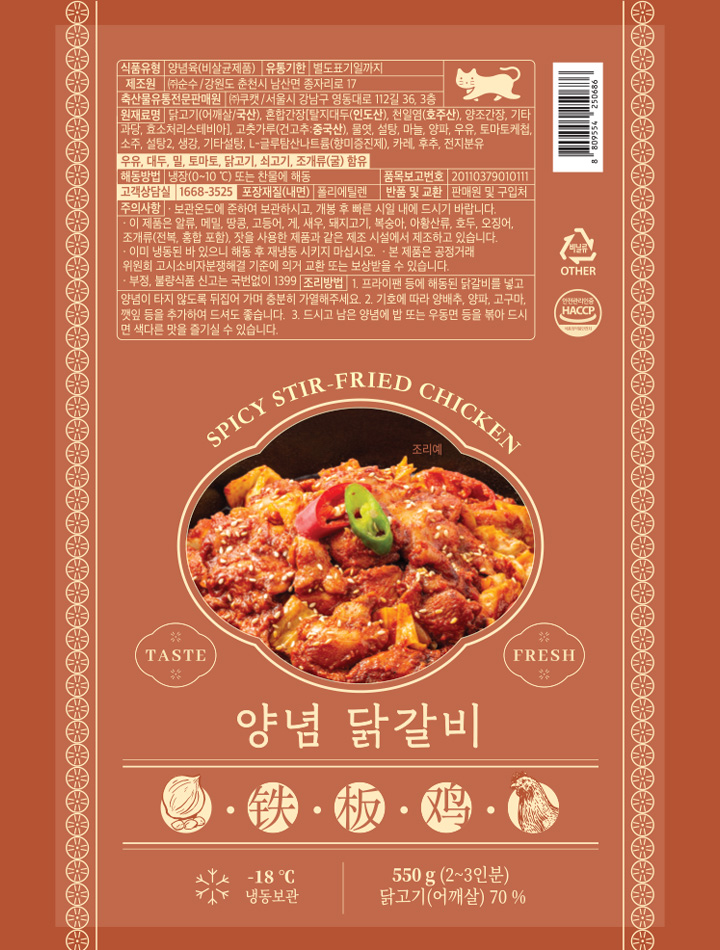 식품유형 양념육(비살균제품) 유통기한 별도표기일까지
제조원 ㈜순수 / 강원도 춘천시 남산면 종자리로 17
축산물유통전문판매원 ㈜쿠캣 / 서울시 강남구 영동대로 112길 36, 3층
원재료명 닭고기(어깨살/국산), 혼합간장[탈지대두(인도산), 천일염(호주산), 양조간장, 기타
과당, 효소처리스테비아], 고춧가루(건고추:중국산), 물엿, 설탕, 마늘, 양파, 우유, 토마토케첩,
소주, 설탕2, 생강, 기타설탕, L-글루탐산나트륨(향미증진제), 카레, 후추, 전지분유
우유, 대두, 밀, 토마토, 닭고기, 쇠고기, 조개류(굴) 함유
해동방법 냉장(0~10 ℃) 또는 찬물에 해동 품목보고번호 20110379010111
고객상담실 1668-3525 포장재질(내면) 폴리에틸렌 반품 및 교환 판매원 및 구입처
주의사항 · 보관온도에 준하여 보관하시고, 개봉 후 빠른 시일 내에 드시기 바랍니다.
· 이 제품은 알류, 메밀, 땅콩, 고등어, 게, 새우, 돼지고기, 복숭아, 아황산류, 호두, 오징어,
조개류(전복, 홍합 포함), 잣을 사용한 제품과 같은 제조 시설에서 제조하고 있습니다.
· 이미 냉동된 바 있으니 해동 후 재냉동 시키지 마십시오. · 본 제품은 공정거래
위원회 고시소비자분쟁해결 기준에 의거 교환 또는 보상받을 수 있습니다.
· 부정, 불량식품 신고는 국번없이 1399 조리방법 1. 프라이팬 등에 해동된 닭갈비를 넣고
양념이 타지 않도록 뒤집어 가며 충분히 가열해주세요. 2. 기호에 따라 양배추, 양파, 고구마,
깻잎 등을 추가하여 드셔도 좋습니다. 3. 드시고 남은 양념에 밥 또는 우동면 등을 볶아 드시
면 색다른 맛을 즐기실 수 있습니다.
8 809554 250686
비닐류
OTHER
안전관리인증
HACCP
SPICY STIR-FRIED CHICKEN
조리예
TASTE
FRESH
양념 닭갈비
铁 · 板 · 鸡
-18 ℃
냉동보관
550 g (2~3인분)
닭고기(어깨살) 70 %